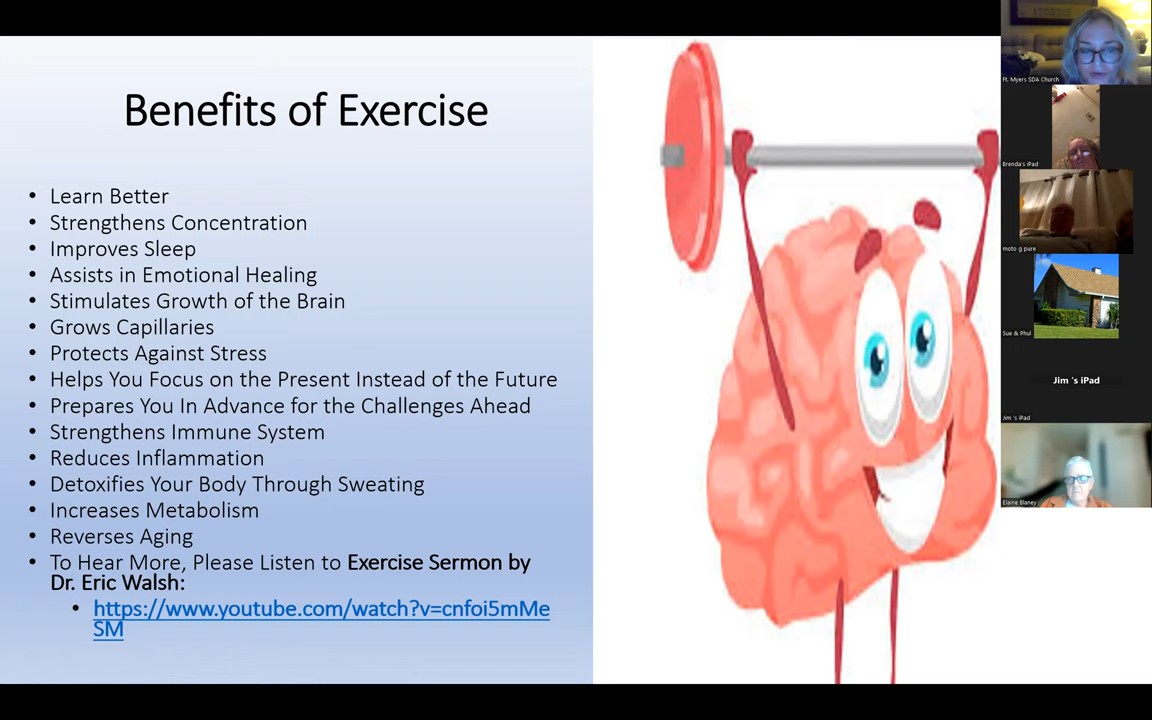 Benefits of Exercise
• Learn Better
• Strengthens Concentration
• Improves Sleep
• Assists in Emotional Healing
• Stimulates Growth of the Brain
• Grows Capillaries
• Protects Against Stress
• Helps You Focus on the Present Instead of the Future
• Prepares You In Advance for the Challenges Ahead
• Strengthens Immune System
• Reduces Inflammation
• Detoxifies Your Body Through Sweating
• Increases Metabolism
• Reverses Aging
• To Hear More, Please Listen to Exercise Sermon by
Dr. Eric Walsh:
• https://www.youtube.com/watch?v=cnfoi5mMe
SM
Ft. Myers SDA Church
Brenda's iPad
moto g pure
Sue & Phul
Jim 's iPad
Jim 's iPad
Elaine Blaney